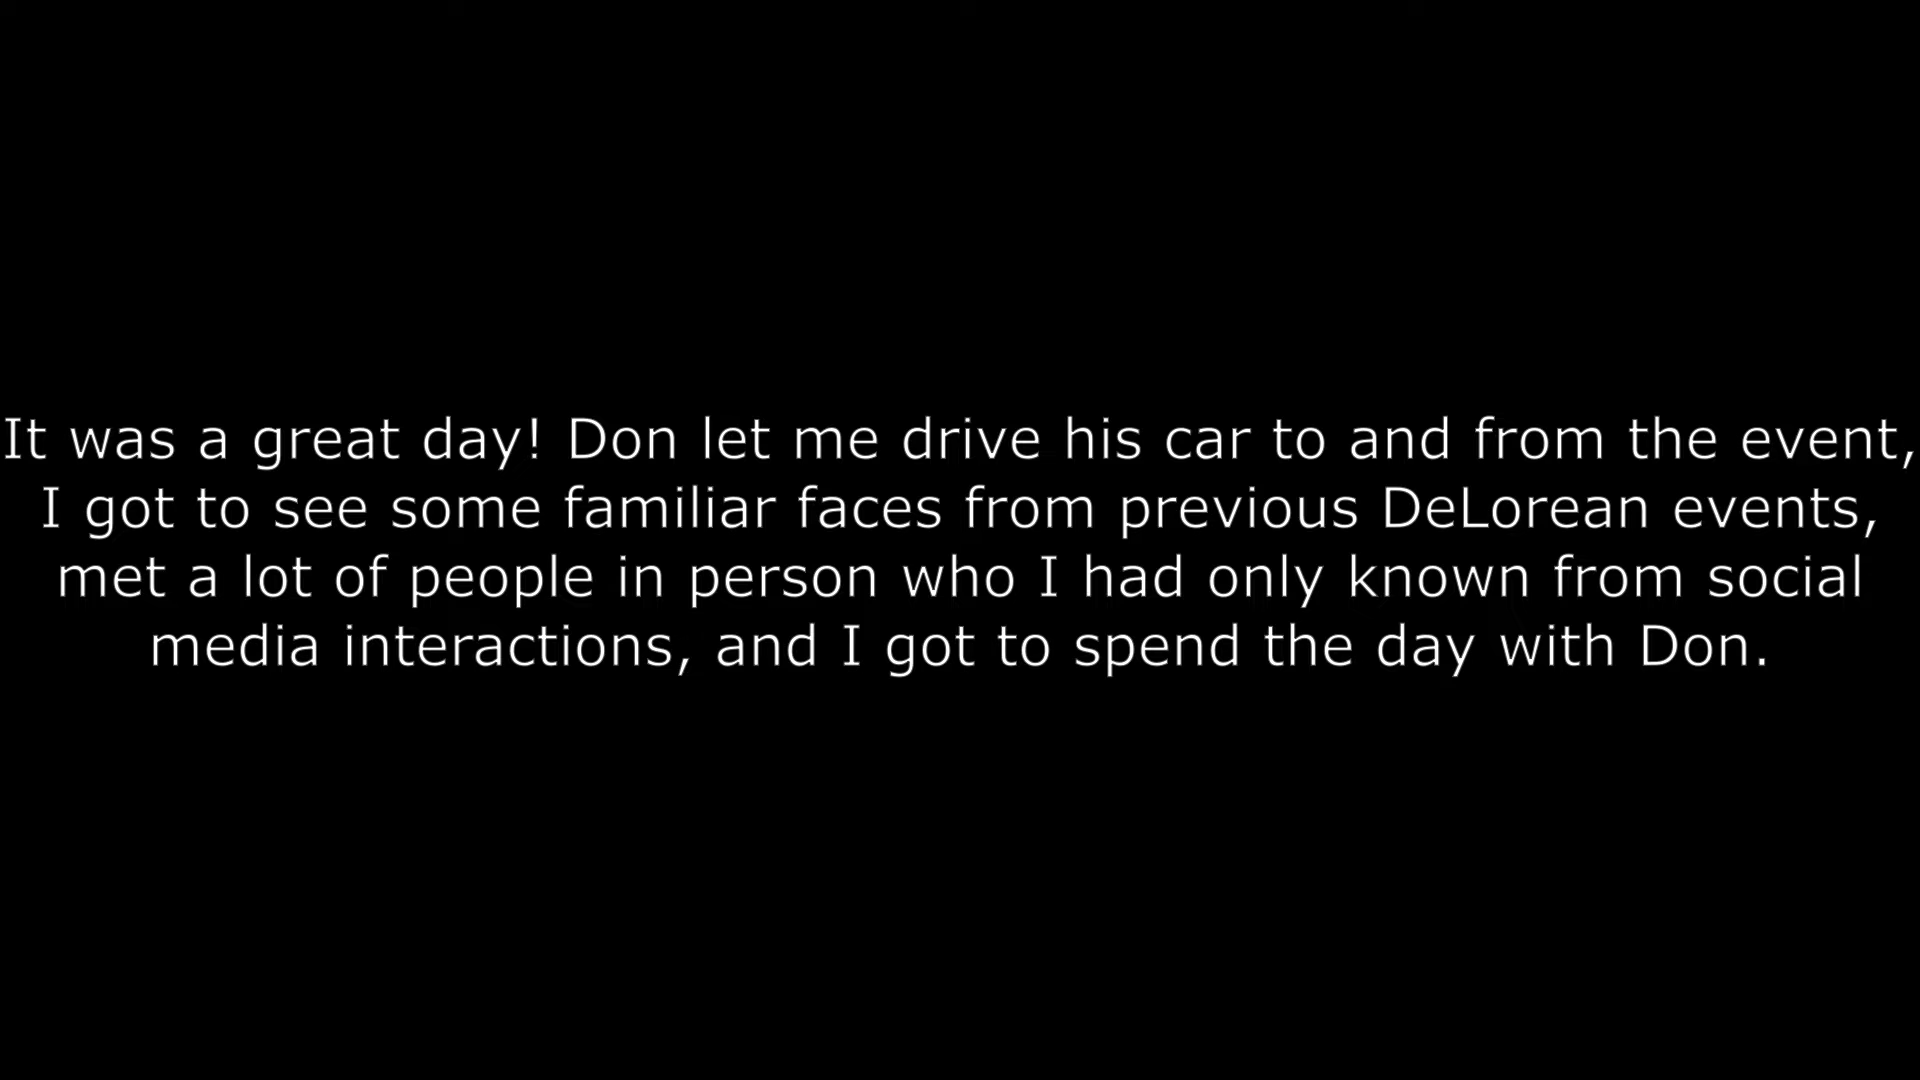 It was a great day! Don let me drive his car to and from the event,
I got to see some familiar faces from previous DeLorean events,
met a lot of people in person who I had only known from social
media interactions, and I got to spend the day with Don.